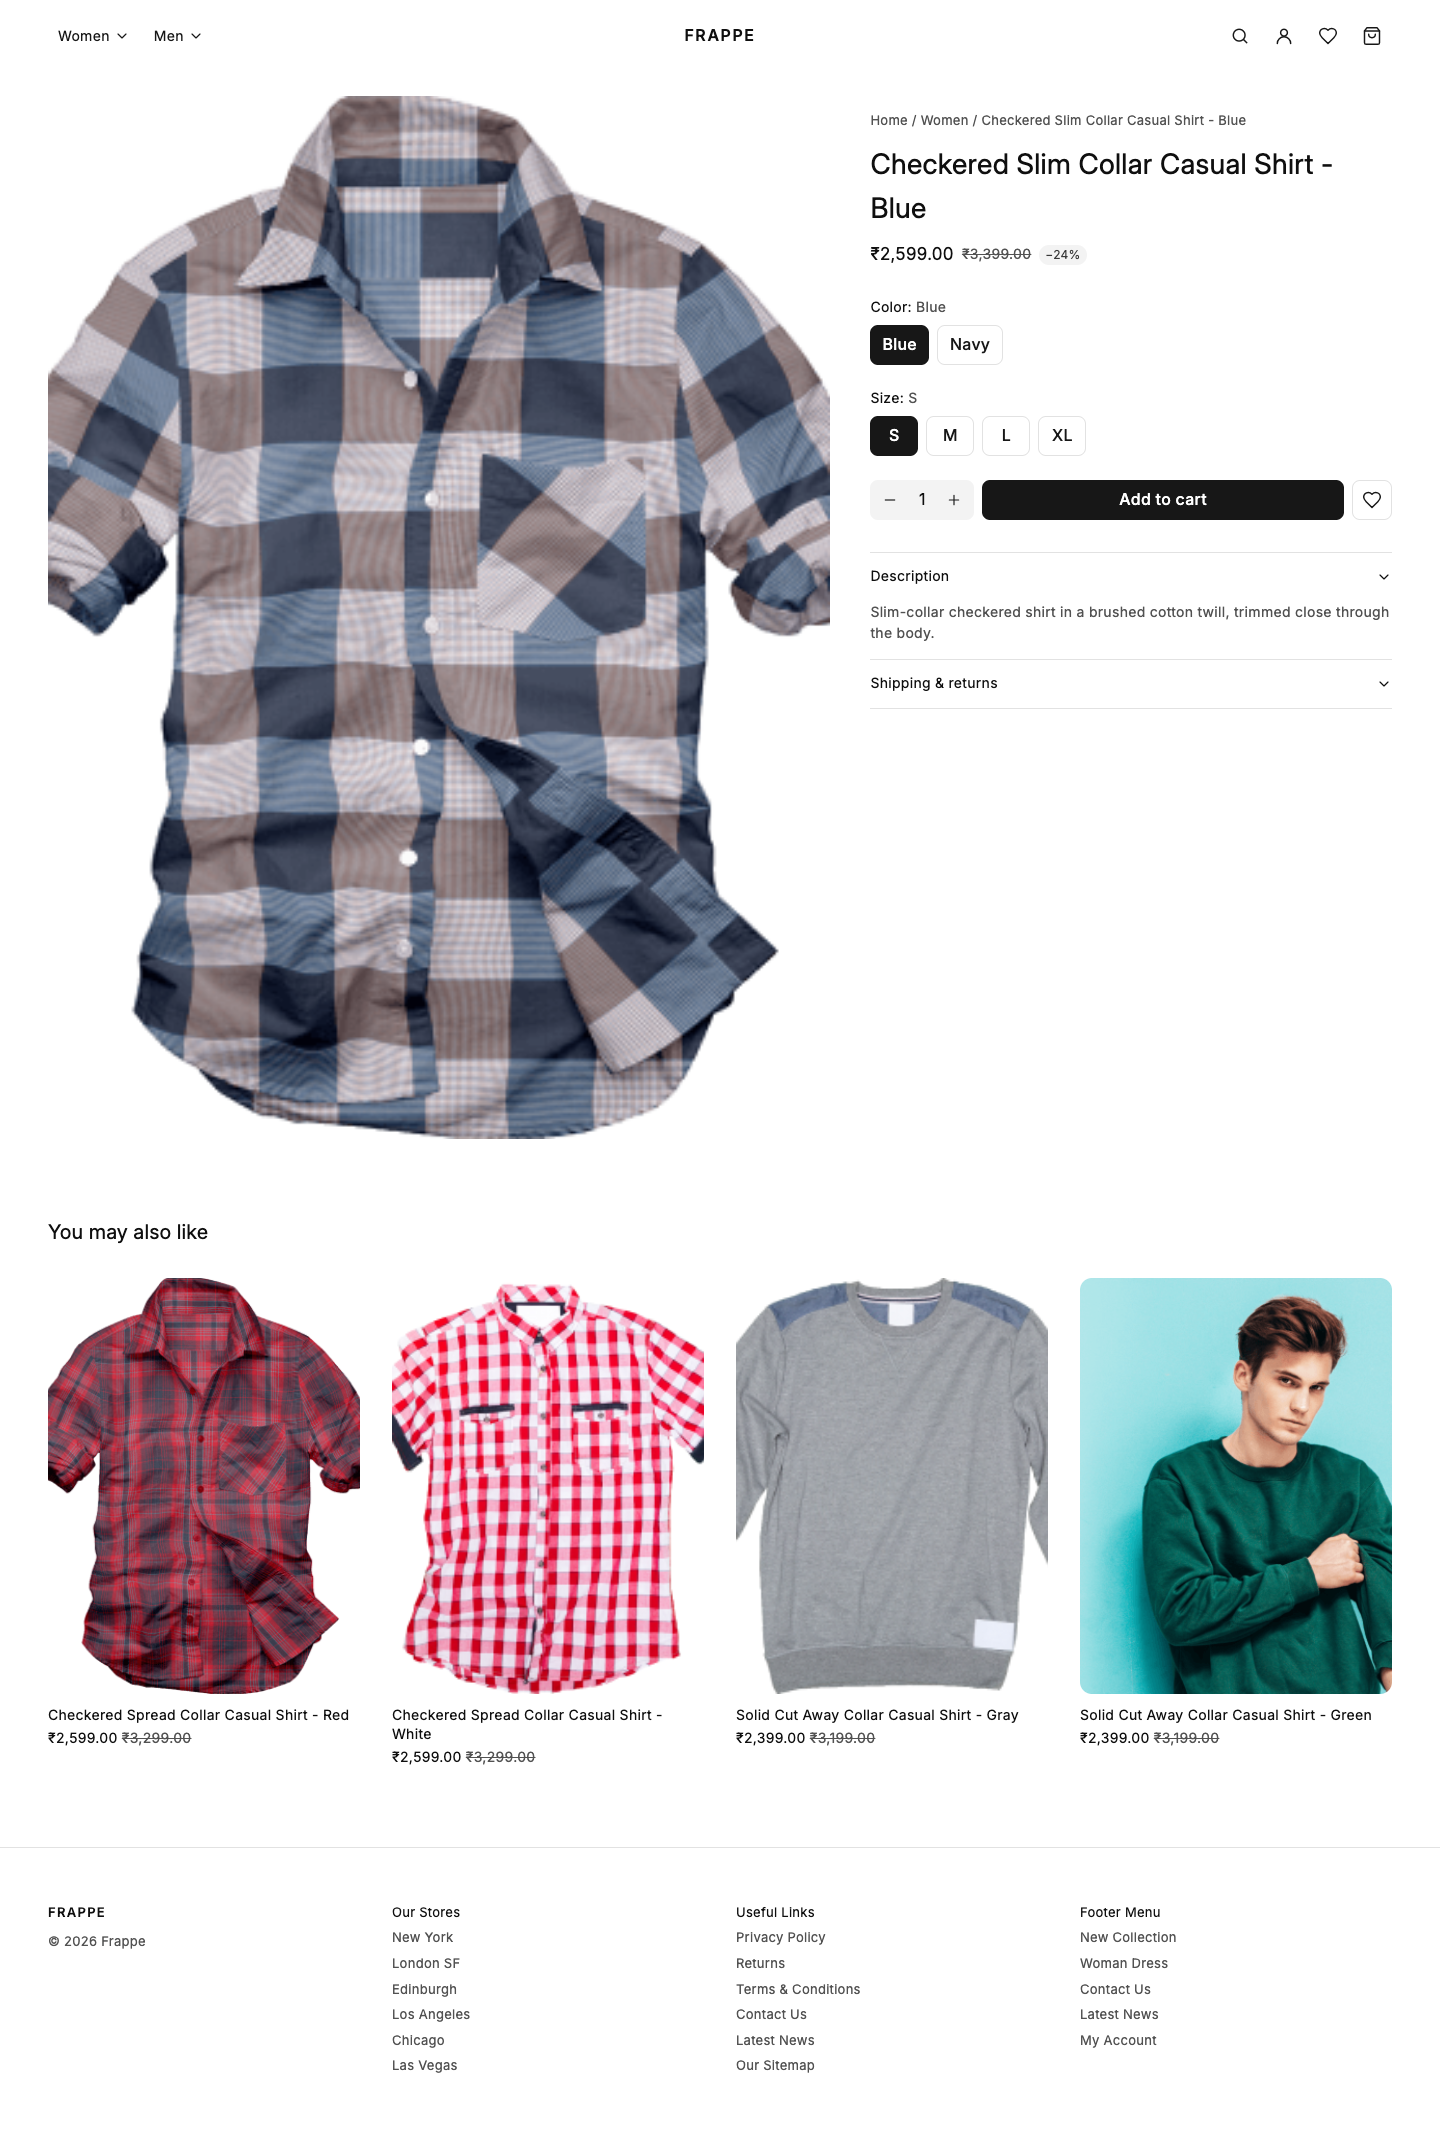 Women
Men
FRAPPE
Home / Women / Checkered Slim Collar Casual Shirt - Blue
Checkered Slim Collar Casual Shirt -
Blue
₹2,599.00 ₹3,399.00 −24%
Color: Blue
Blue
Navy
Size: S
S
M
L
XL
1
Add to cart
Description
Slim-collar checkered shirt in a brushed cotton twill, trimmed close through
the body.
Shipping & returns
You may also like
Checkered Spread Collar Casual Shirt - Red
₹2,599.00 ₹3,299.00
Checkered Spread Collar Casual Shirt -
White
₹2,599.00 ₹3,299.00
Solid Cut Away Collar Casual Shirt - Gray
₹2,399.00 ₹3,199.00
Solid Cut Away Collar Casual Shirt - Green
₹2,399.00 ₹3,199.00
FRAPPE
© 2026 Frappe
Our Stores
New York
London SF
Edinburgh
Los Angeles
Chicago
Las Vegas
Useful Links
Privacy Policy
Returns
Terms & Conditions
Contact Us
Latest News
Our Sitemap
Footer Menu
New Collection
Woman Dress
Contact Us
Latest News
My Account